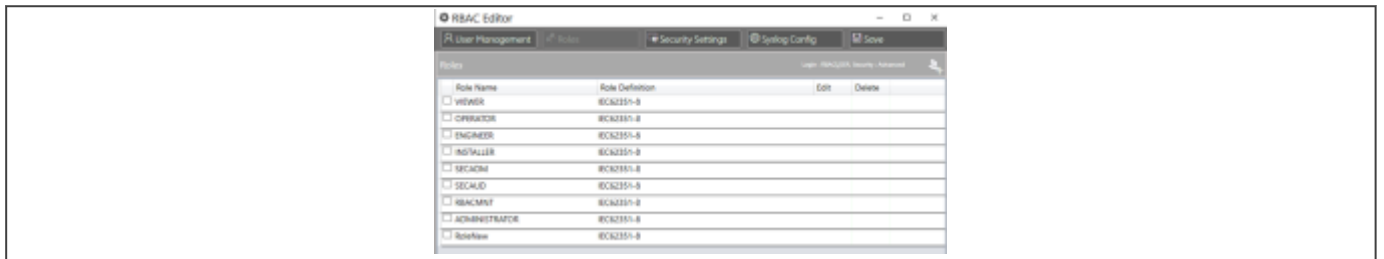 RBAC Editor
User Management Roles Security Settings Syslog Config Save
Roles
Role Name Role Definition Edit Delete
VIEWER IEC62351-8
OPERATOR IEC62351-8
ENGINEER IEC62351-8
INSTALLER IEC62351-8
SECADM IEC62351-8
SECAUD IEC62351-8
RBACMNT IEC62351-8
ADMINISTRATOR IEC62351-8
RoleNew IEC62351-8